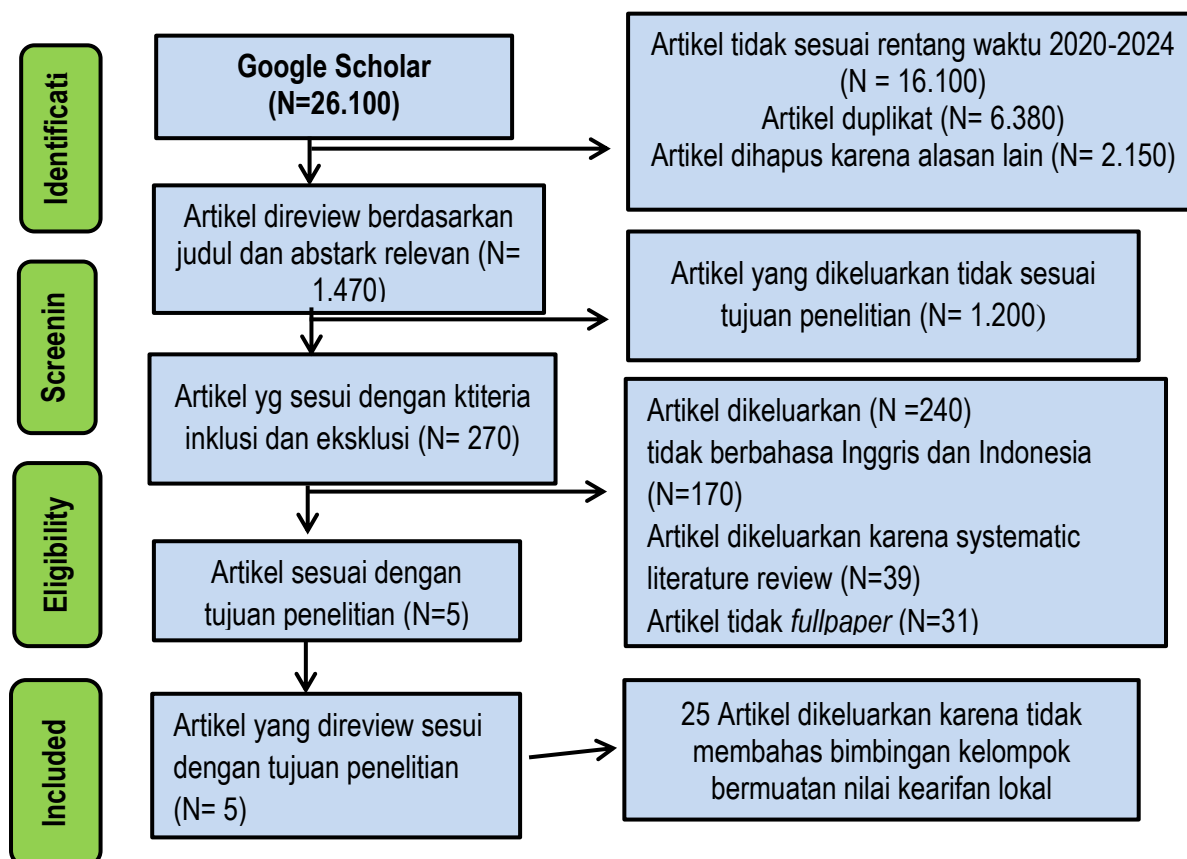 Identificati
Google Scholar
(N=26.100)
Artikel tidak sesuai rentang waktu 2020-2024
(N = 16.100)
Artikel duplikat (N= 6.380)
Artikel dihapus karena alasan lain (N= 2.150)
Artikel direview berdasarkan
judul dan abstark relevan (N=
1.470)
Screenin
Artikel yang dikeluarkan tidak sesuai
tujuan penelitian (N= 1.200)
Artikel yg sesui dengan ktiteria
inklusi dan eksklusi (N= 270)
Eligibility
Artikel dikeluarkan (N =240)
tidak berbahasa Inggris dan Indonesia
(N=170)
Artikel dikeluarkan karena systematic
literature review (N=39)
Artikel tidak fullpaper (N=31)
Artikel sesuai dengan
tujuan penelitian (N=5)
Included
Artikel yang direview sesui
dengan tujuan penelitian
(N= 5)
25 Artikel dikeluarkan karena tidak
membahas bimbingan kelompok
bermuatan nilai kearifan lokal